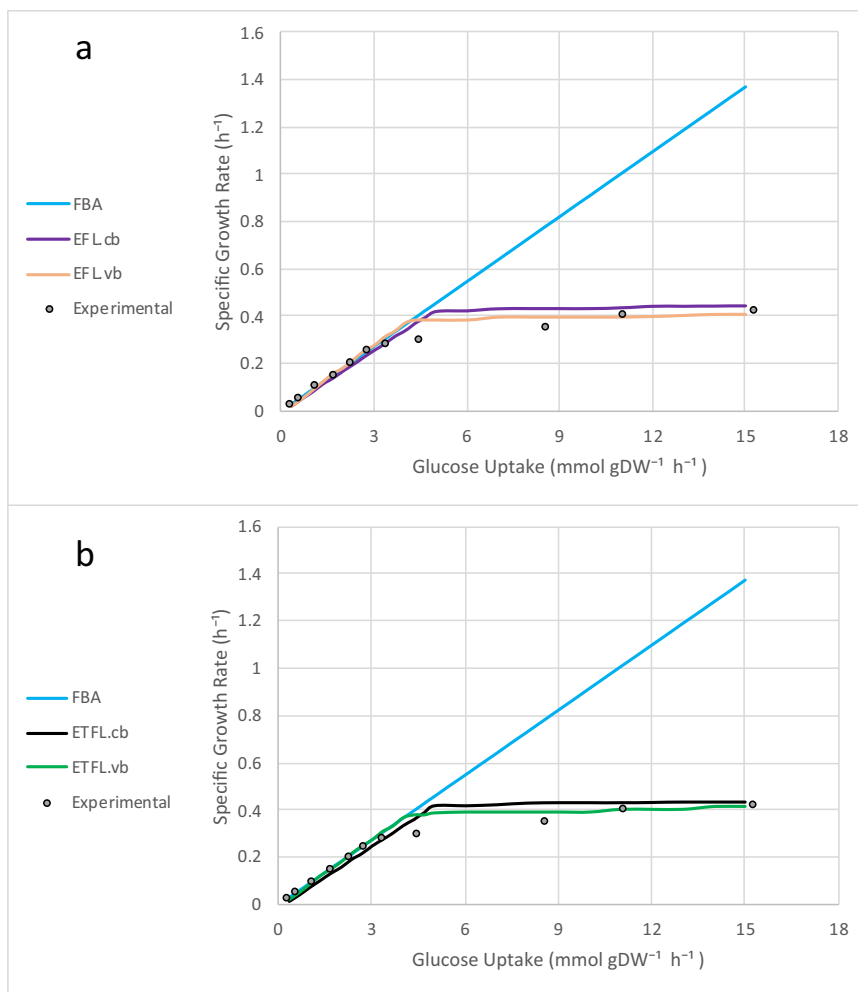 a
Specific Growth Rate (h⁻¹)
1.6
1.4
1.2
1
0.8
0.6
0.4
0.2
0
0 3 6 9 12 15 18
Glucose Uptake (mmol gDW⁻¹ h⁻¹ )
FBA
EFL.cb
EFL.vb
Experimental
b
Specific Growth Rate (h⁻¹)
1.6
1.4
1.2
1
0.8
0.6
0.4
0.2
0
0 3 6 9 12 15 18
Glucose Uptake (mmol gDW⁻¹ h⁻¹ )
FBA
ETFL.cb
ETFL.vb
Experimental